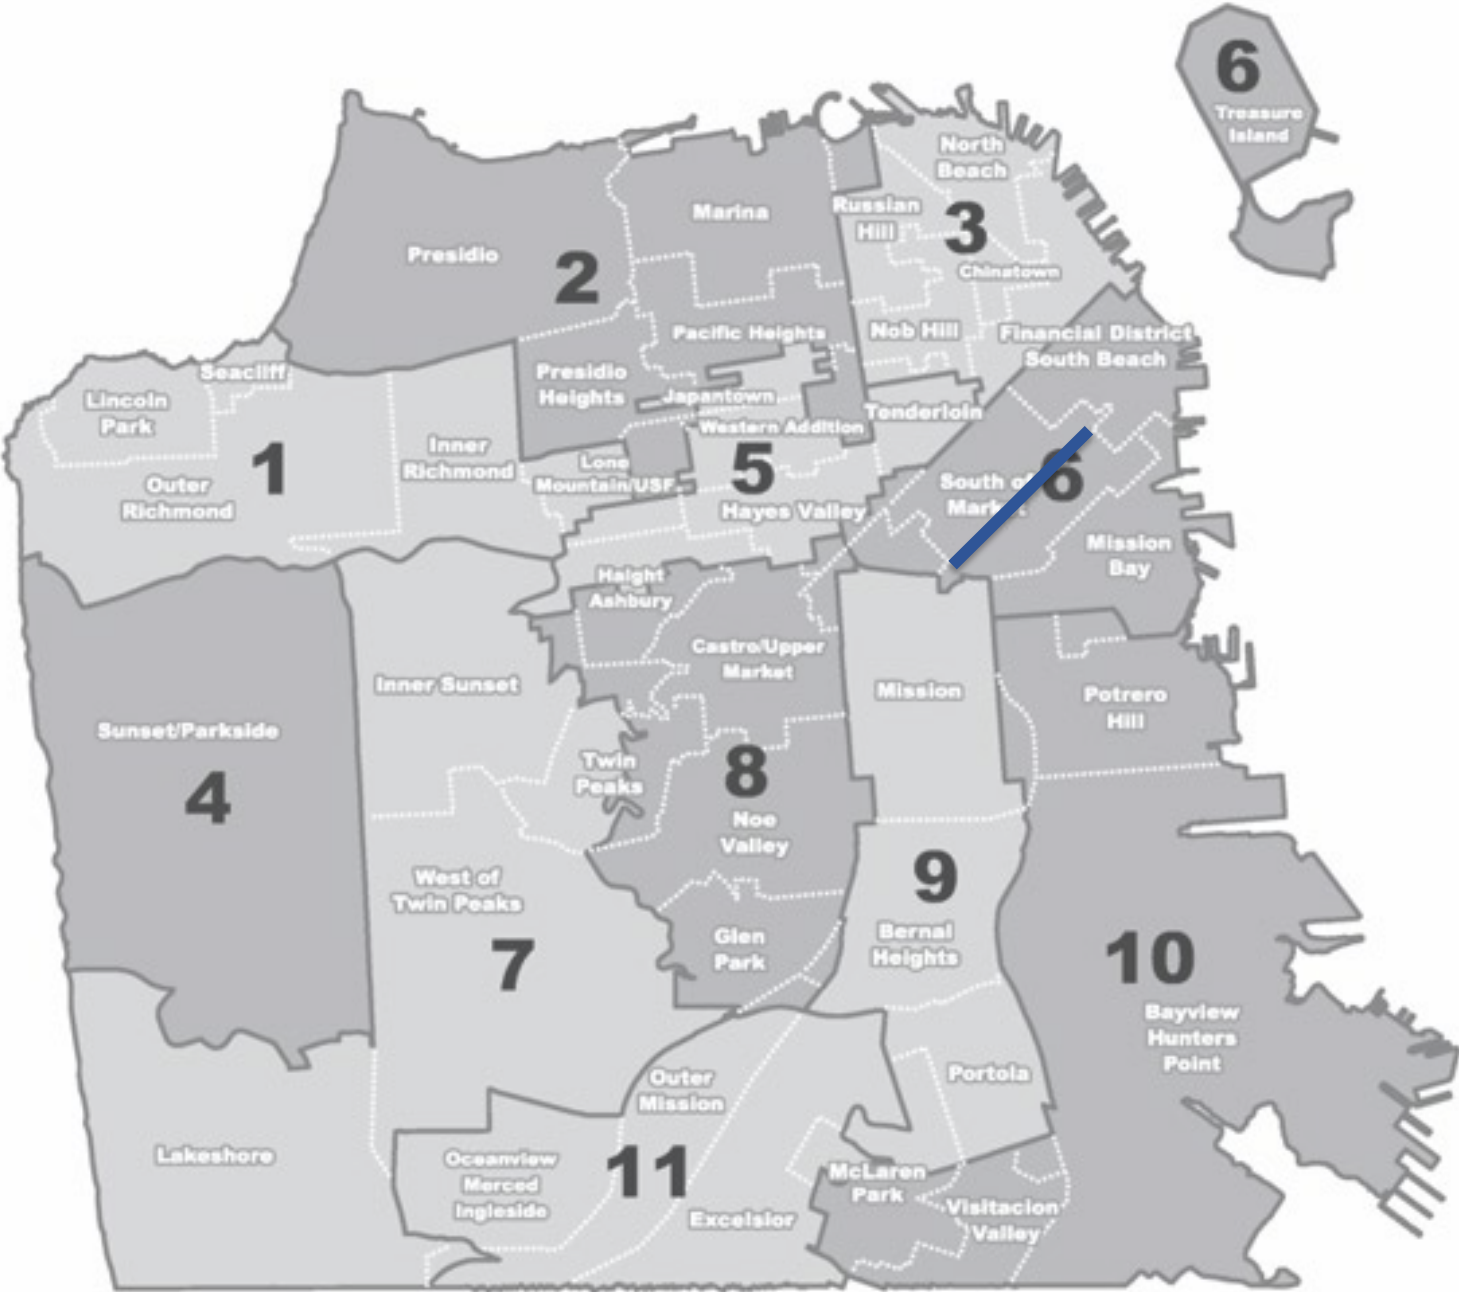 6
Treasure
Island
North
Beach
Marina
Russian
Hill
3
Presidio
2
Chinatown
Pacific Heights
Nob Hill
Financial District
South Beach
Seacliff
Presidio
Heights
Lincoln
Park
Japantown
Tenderloin
Western Addition
1
Inner
Richmond
Lone
Mountain/USF
5
6
Outer
Richmond
South of
Market
Hayes Valley
Mission
Bay
Haight
Ashbury
Castro/Upper
Market
Inner Sunset
Mission
Potrero
Hill
Sunset/Parkside
Twin
Peaks
8
4
Noe
Valley
West of
Twin Peaks
9
Glen
Park
Bernal
Heights
7
10
Bayview
Hunters
Point
Outer
Mission
Portola
Lakeshore
Oceanview
Merced
Ingleside
11
McLaren
Park
Excelsior
Visitacion
Valley